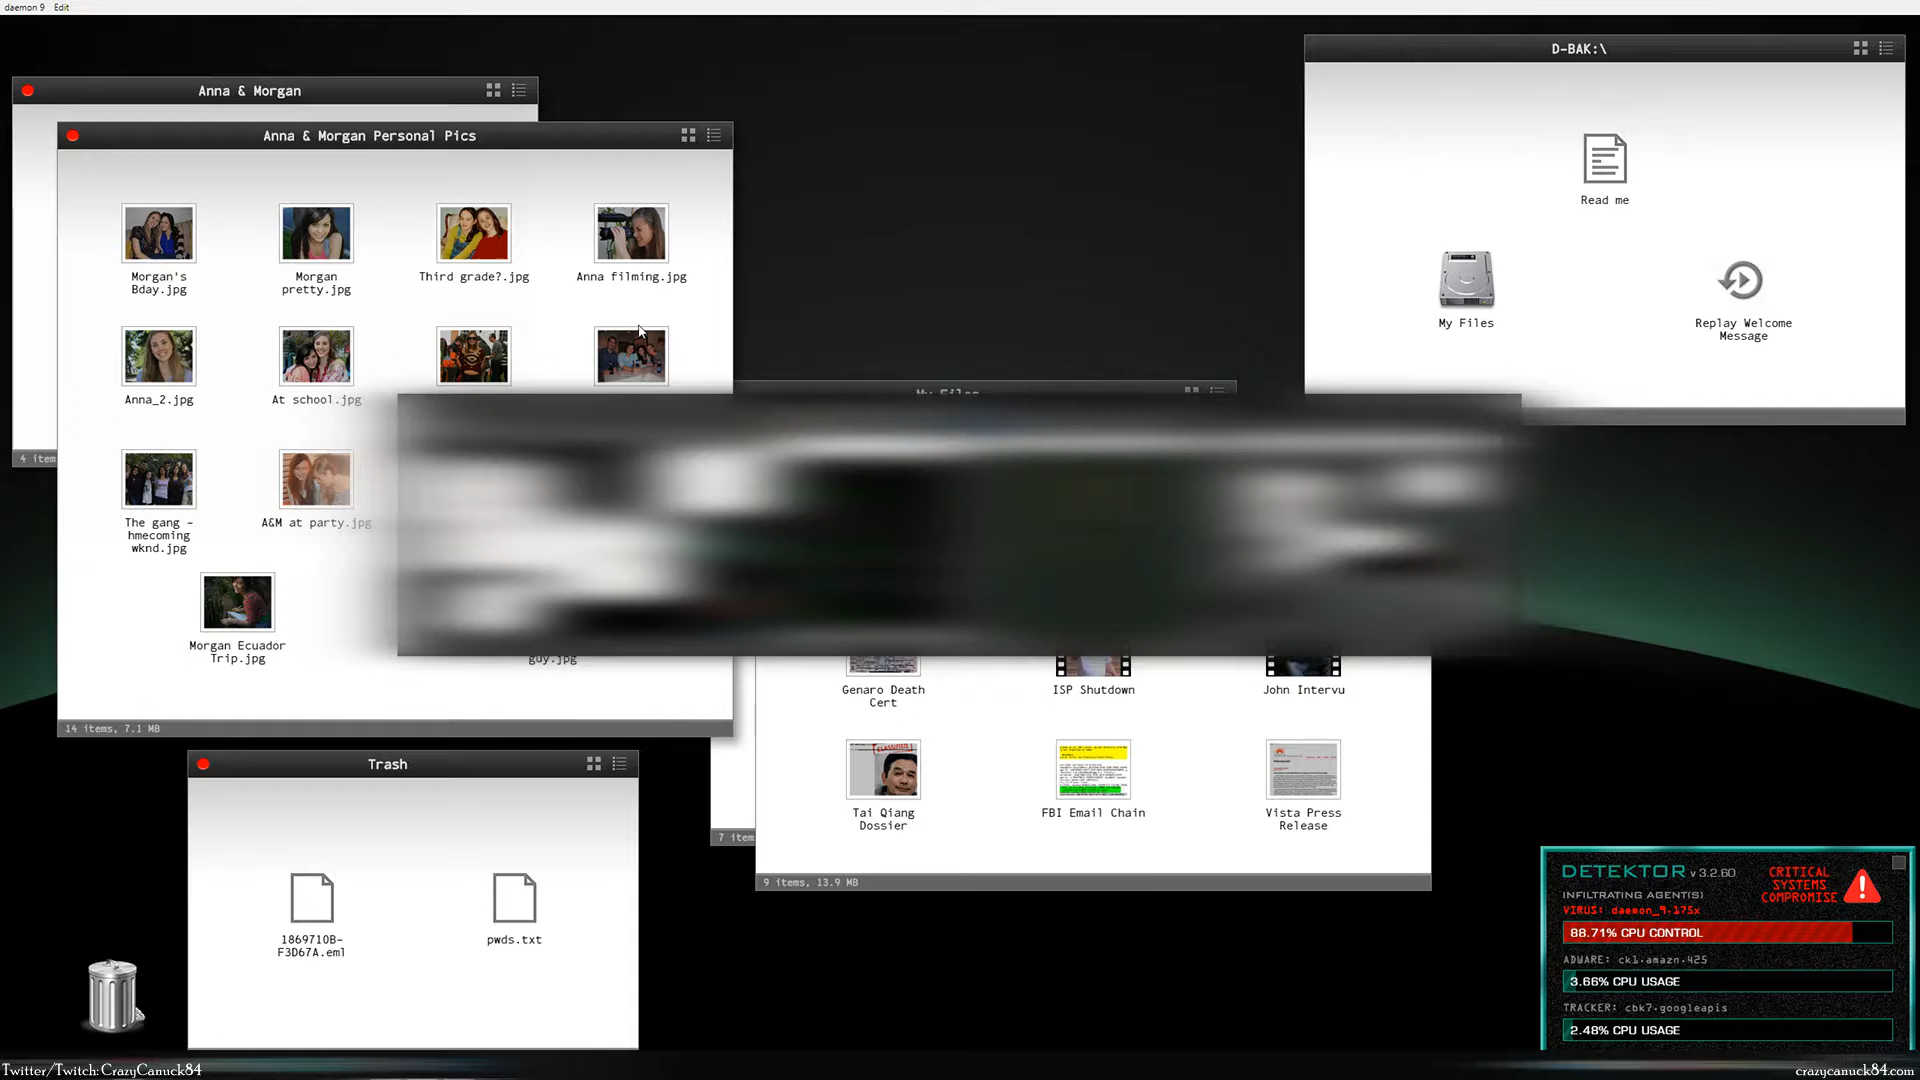 daemon 9 Edit
Anna & Morgan
Anna & Morgan Personal Pics
Morgan's
Bday.jpg
Morgan
pretty.jpg
Third grade?.jpg
Anna filming.jpg
Anna_2.jpg
At school.jpg
The gang -
hmecoming
wknd.jpg
A&M at party.jpg
Morgan Ecuador
Trip.jpg
guy.jpg
14 items, 7.1 MB
4 item
D-BAK:\
Read me
My Files
Replay Welcome
Message
My Files
Genaro Death
Cert
ISP Shutdown
John Intervu
CLASSIFIED
Tai Qiang
Dossier
FBI Email Chain
Vista Press
Release
7 item
9 items, 13.9 MB
Trash
1869710B-
F3D67A.eml
pwds.txt
DETEKTOR v 3.2.60
CRITICAL
SYSTEMS
COMPROMISE
INFILTRATING AGENT(S)
VIRUS: daemon_9.175x
88.71% CPU CONTROL
ADWARE: ck1.amazn.425
3.66% CPU USAGE
TRACKER: cbk7.googleapis
2.48% CPU USAGE
Twitter/Twitch:CrazyCanuck84
crazycanuck84.com